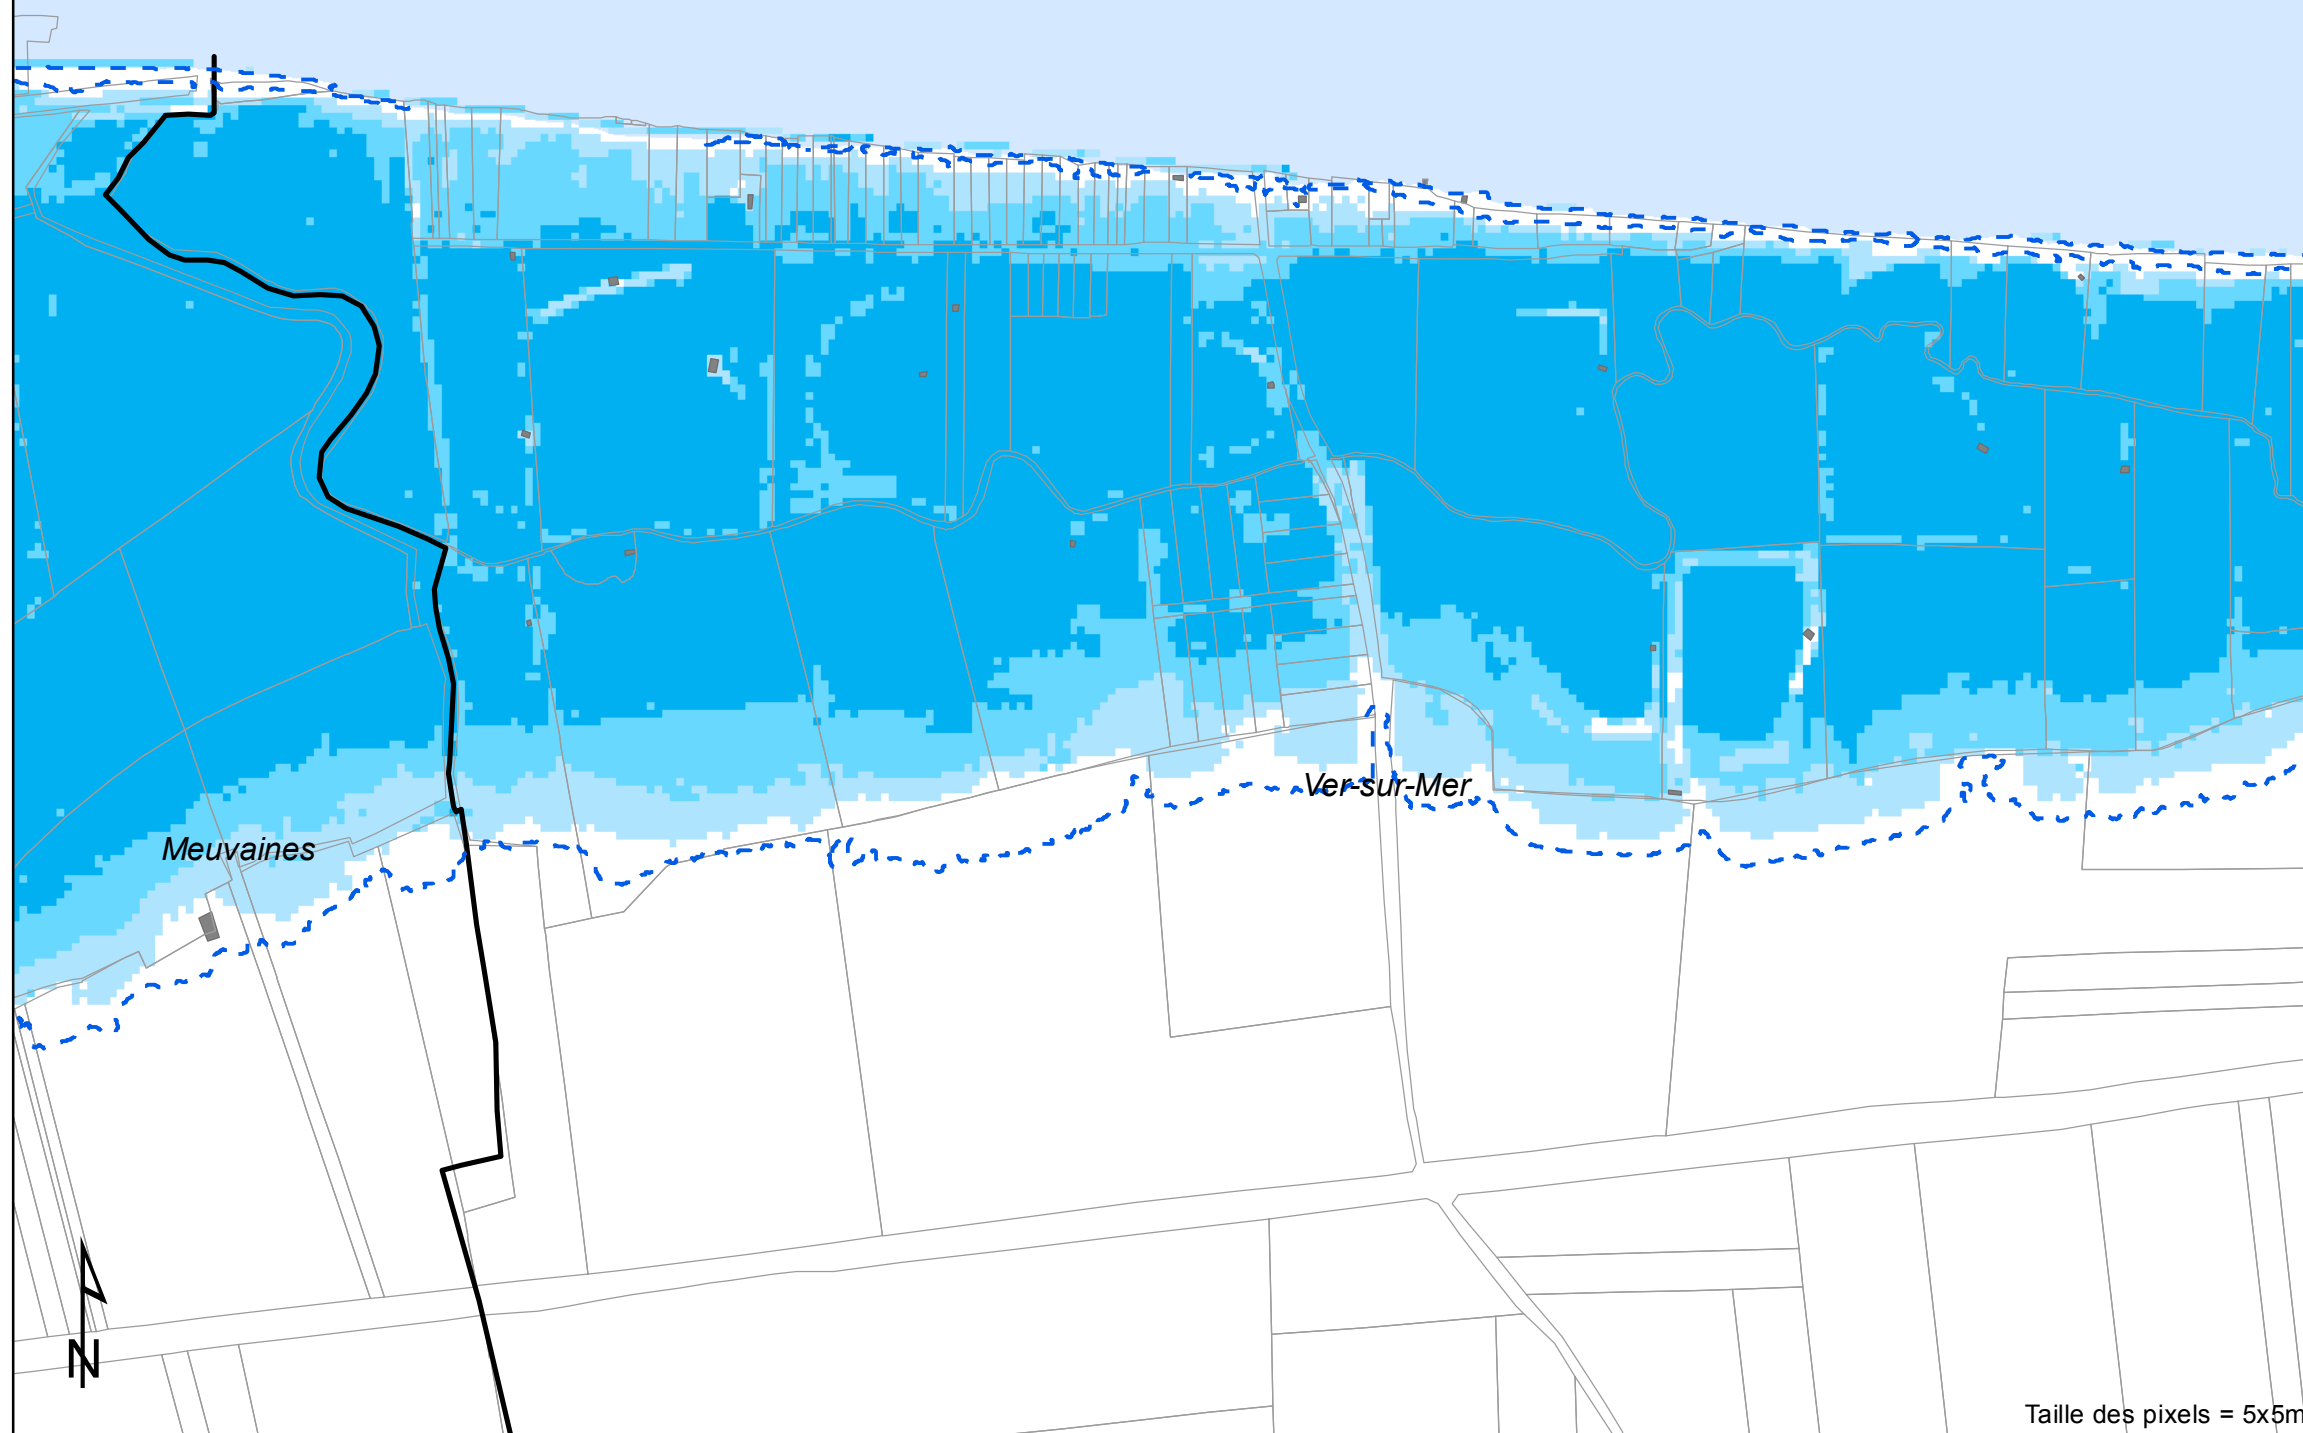 Ver-sur-Mer
Meuvaines
N
Taille des pixels = 5x5m